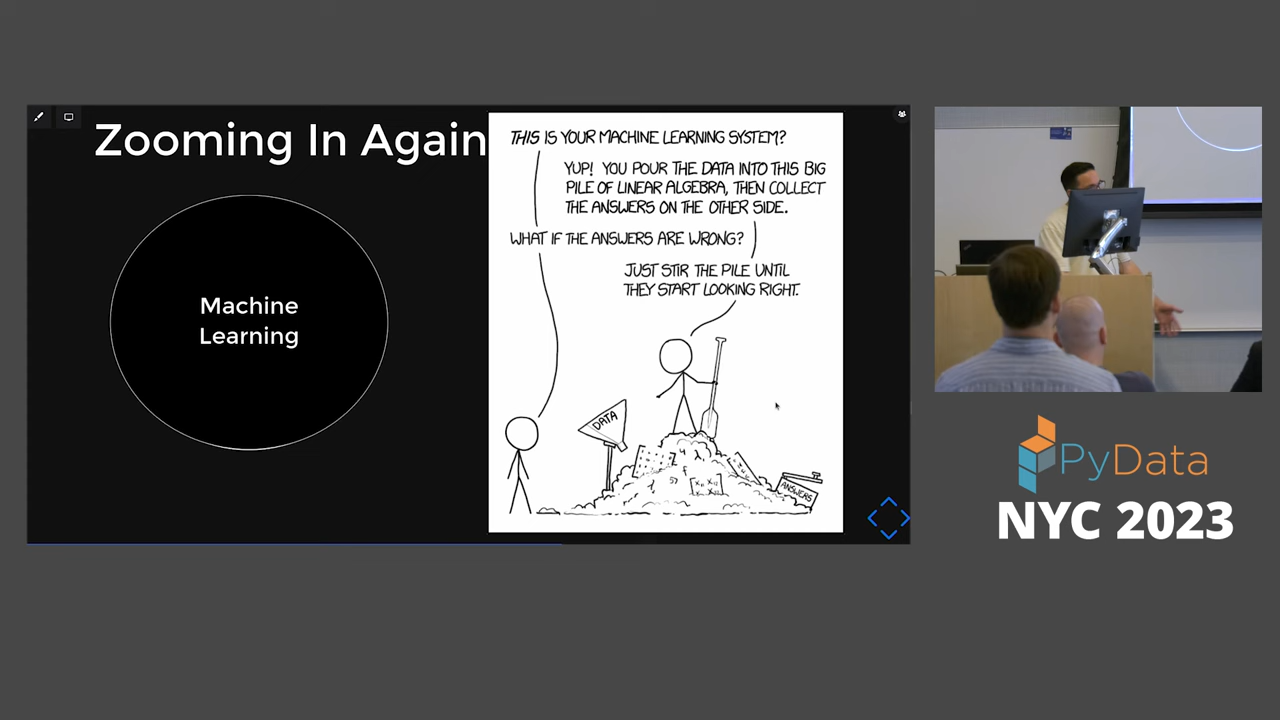 Zooming In Again
Machine
Learning
THIS IS YOUR MACHINE LEARNING SYSTEM?
YUP! YOU POUR THE DATA INTO THIS BIG
PILE OF LINEAR ALGEBRA, THEN COLLECT
THE ANSWERS ON THE OTHER SIDE.
WHAT IF THE ANSWERS ARE WRONG?
JUST STIR THE PILE UNTIL
THEY START LOOKING RIGHT.
DATA
ANSWERS
PyData
NYC 2023